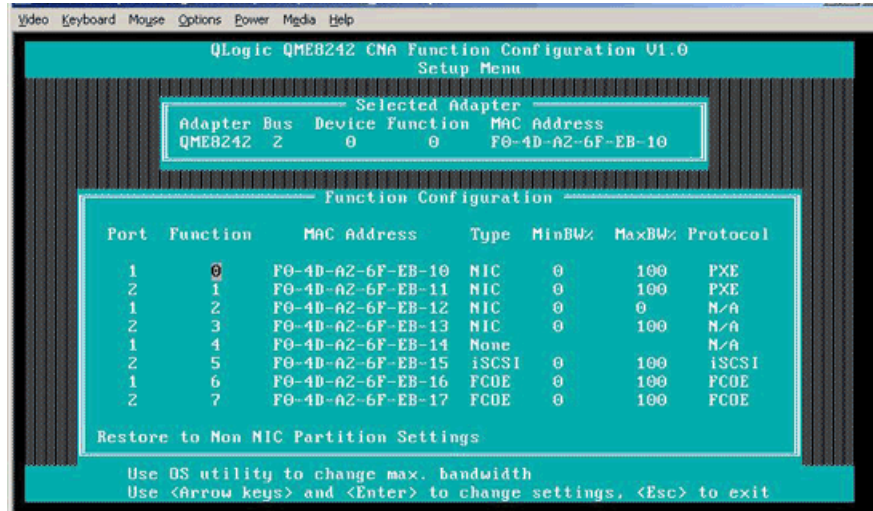 Video Keyboard Mouse Options Power Media Help
QLogic QME8242 CNA Function Configuration V1.0
Setup Menu
Selected Adapter
Adapter Bus Device Function MAC Address
QME8242 2 0 0 F0-4D-A2-6F-EB-10
Function Configuration
Port Function MAC Address Type MinBW% MaxBW% Protocol
1 0 F0-4D-A2-6F-EB-10 NIC 0 100 PXE
2 1 F0-4D-A2-6F-EB-11 NIC 0 100 PXE
1 2 F0-4D-A2-6F-EB-12 NIC 0 0 N/A
2 3 F0-4D-A2-6F-EB-13 NIC 0 100 N/A
1 4 F0-4D-A2-6F-EB-14 None N/A
2 5 F0-4D-A2-6F-EB-15 iSCSI 0 100 iSCSI
1 6 F0-4D-A2-6F-EB-16 FCOE 0 100 FCOE
2 7 F0-4D-A2-6F-EB-17 FCOE 0 100 FCOE
Restore to Non NIC Partition Settings
Use OS utility to change max. bandwidth
Use <Arrow keys> and <Enter> to change settings, <Esc> to exit